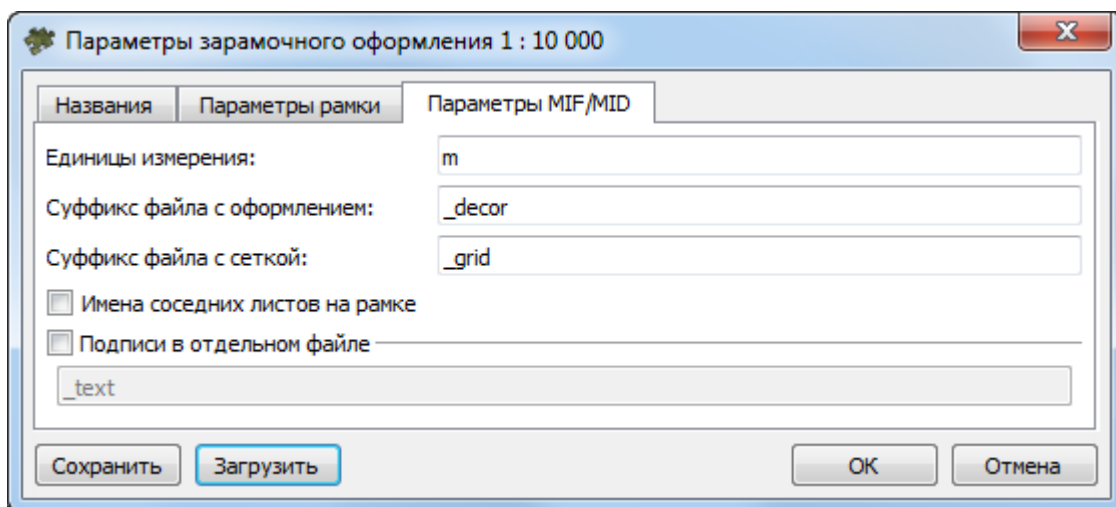 Параметры зарамочного оформления 1 : 10 000
Названия Параметры рамки Параметры MIF/MID
Единицы измерения: m
Суффикс файла с оформлением: _decor
Суффикс файла с сеткой: _grid
Имена соседних листов на рамке
Подписи в отдельном файле
_text
Сохранить Загрузить OK Отмена